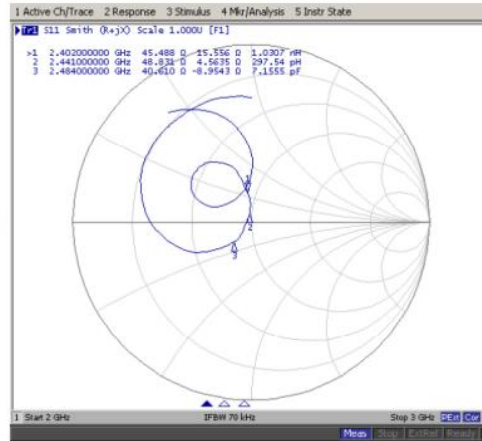 1 Active Ch/Trace 2 Response 3 Stimulus 4 Mkr/Analysis 5 Instr State
Tr1 S11 Smith (R+jX) Scale 1.000U [F1]
>1 2.402000000 GHz 45.488 Ω 15.556 Ω 1.0307 nH
2 2.441000000 GHz 48.831 Ω 4.5635 Ω 297.54 pH
3 2.484000000 GHz 40.610 Ω -8.9543 Ω 7.1555 pF
1
2
3
1 Start 2 GHz IFBW 70 kHz Stop 3 GHz PExt Cor
Meas Stop ExtRef Ready